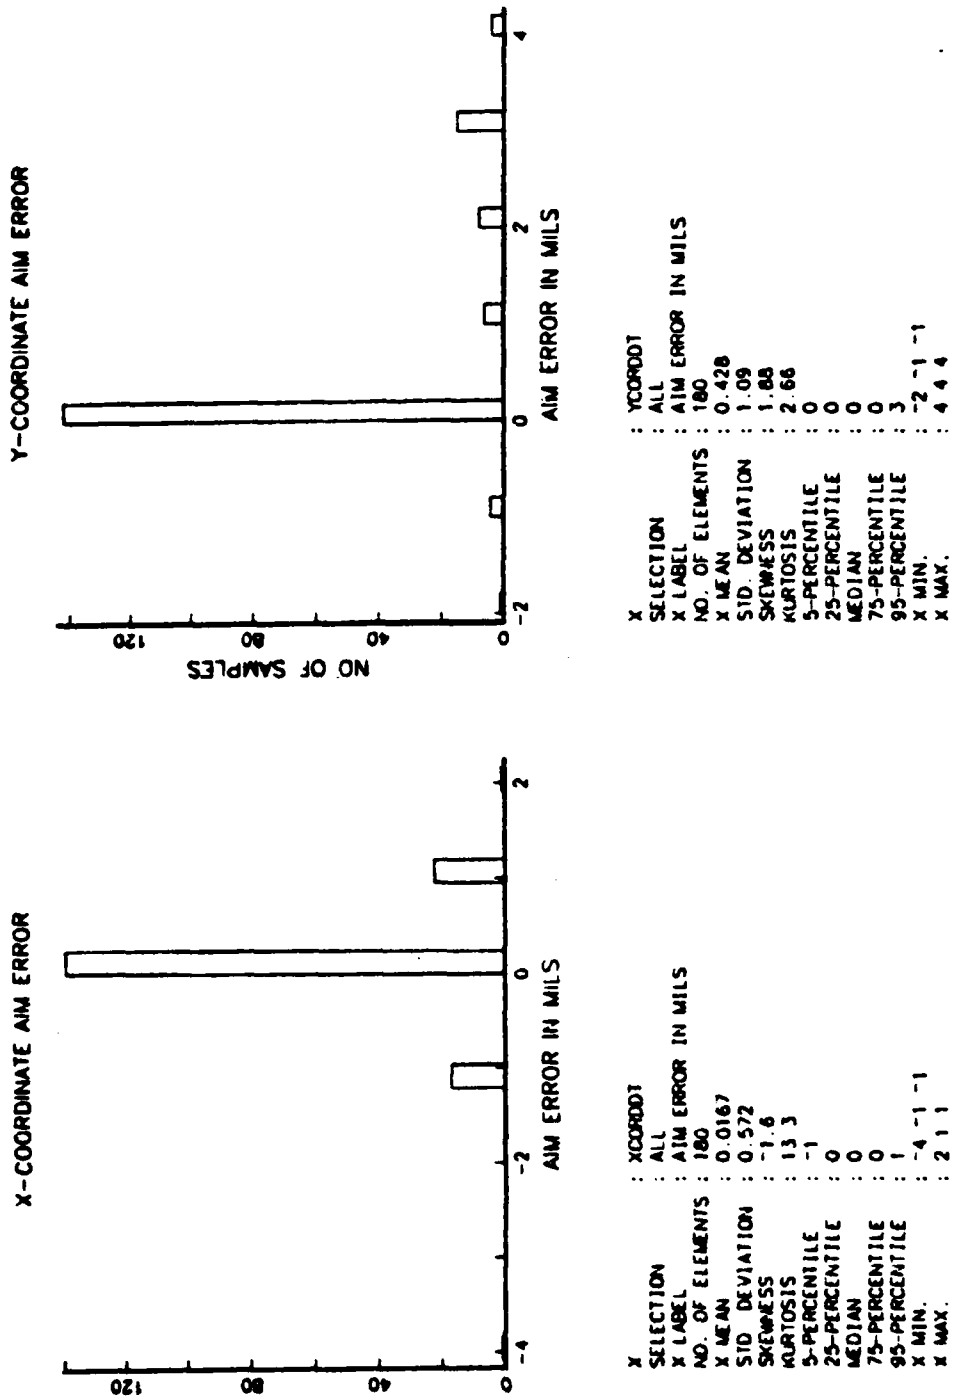 X-COORDINATE AIM ERROR
120
80
40
0
-4
-2
0
2
AIM ERROR IN MILS
X : XCORDDT
SELECTION : ALL
X LABEL : AIM ERROR IN MILS
NO. OF ELEMENTS : 180
X MEAN : 0.0167
STD DEVIATION : 0.572
SKEWNESS : -1.6
KURTOSIS : 13 3
5-PERCENTILE : -1
25-PERCENTILE : 0
MEDIAN : 0
75-PERCENTILE : 0
95-PERCENTILE : 1
X MIN. : -4 -1 -1
X MAX. : 2 1 1
Y-COORDINATE AIM ERROR
NO OF SAMPLES
120
80
40
0
-2
0
2
4
AIM ERROR IN MILS
X : YCORDDT
SELECTION : ALL
X LABEL : AIM ERROR IN MILS
NO. OF ELEMENTS : 180
X MEAN : 0.428
STD. DEVIATION : 1.09
SKEWNESS : 1.88
KURTOSIS : 2.66
5-PERCENTILE : 0
25-PERCENTILE : 0
MEDIAN : 0
75-PERCENTILE : 0
95-PERCENTILE : 3
X MIN. : -2 -1 -1
X MAX. : 4 4 4